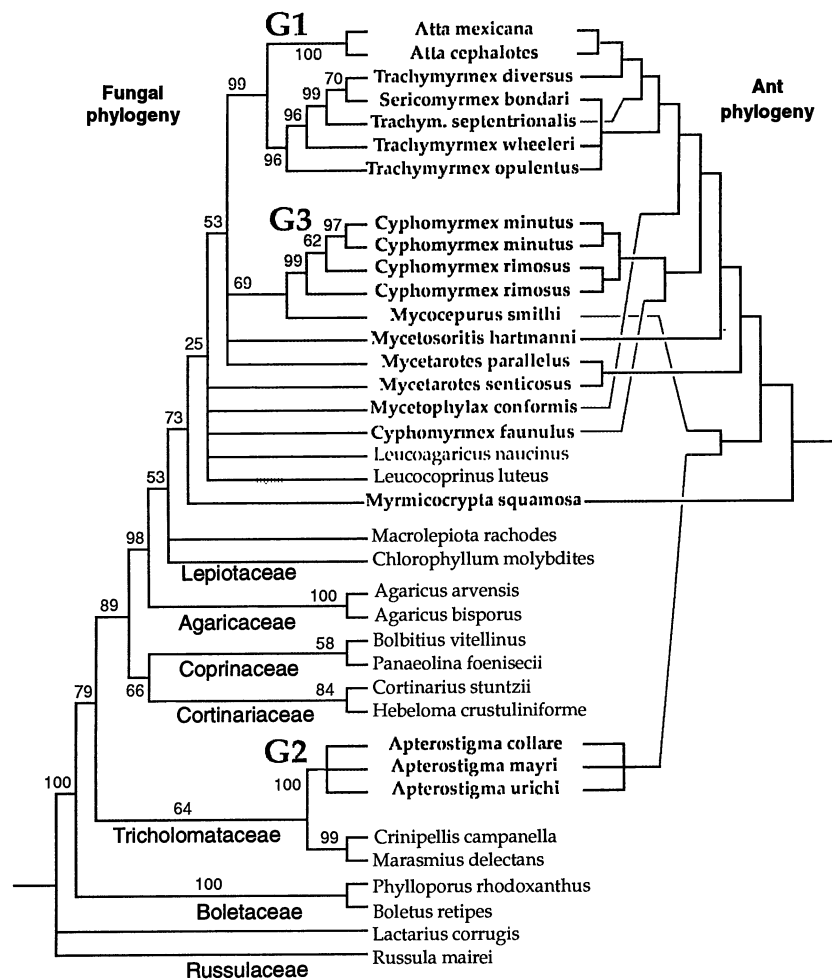 G1
Atta mexicana
100
Atta cephalotes
70
Trachymyrmex diversus
Fungal
phylogeny
99
99
Sericomyrmex bondari
Ant
phylogeny
96
Trachym. septentrionalis
Trachymyrmex wheeleri
96
Trachymyrmex opulentus
G3
53
97
Cyphomyrmex minutus
62
Cyphomyrmex minutus
99
Cyphomyrmex rimosus
69
Cyphomyrmex rimosus
Mycocepurus smithi
Mycetosoritis hartmanni
25
Mycetarotes parallelus
Mycetarotes senticosus
Mycetophylax conformis
73
Cyphomyrmex faunulus
Leucoagaricus naucinus
53
Leucocoprinus luteus
Myrmicocrypta squamosa
98
Macrolepiota rachodes
Chlorophyllum molybdites
Lepiotaceae
89
100
Agaricus arvensis
Agaricus bisporus
Agaricaceae
58
Bolbitius vitellinus
Panaeolina foenisecii
Coprinaceae
79
66
84
Cortinarius stuntzii
Hebeloma crustuliniforme
Cortinariaceae
G2
Apterostigma collare
100
100
Apterostigma mayri
Apterostigma urichi
64
Tricholomataceae
99
Crinipellis campanella
Marasmius delectans
100
Phylloporus rhodoxanthus
Boletaceae
Boletus retipes
Lactarius corrugis
Russula mairei
Russulaceae